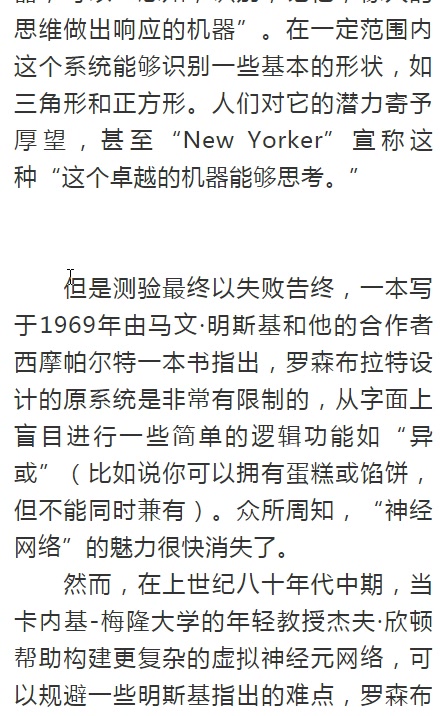 思维做出响应的机器”。在一定范围内
这个系统能够识别一些基本的形状，如
三角形和正方形。人们对它的潜力寄予
厚望，甚至“New Yorker”宣称这
种“这个卓越的机器能够思考。”
但是测验最终以失败告终，一本写
于1969年由马文·明斯基和他的合作者
西摩帕尔特一本书指出，罗森布拉特设
计的原系统是非常有限制的，从字面上
盲目进行一些简单的逻辑功能如“异
或”（比如说你可以拥有蛋糕或馅饼，
但不能同时兼有）。众所周知，“神经
网络”的魅力很快消失了。
然而，在上世纪八十年代中期，当
卡内基-梅隆大学的年轻教授杰夫·欣顿
帮助构建更复杂的虚拟神经元网络，可
以规避一些明斯基指出的难点，罗森布